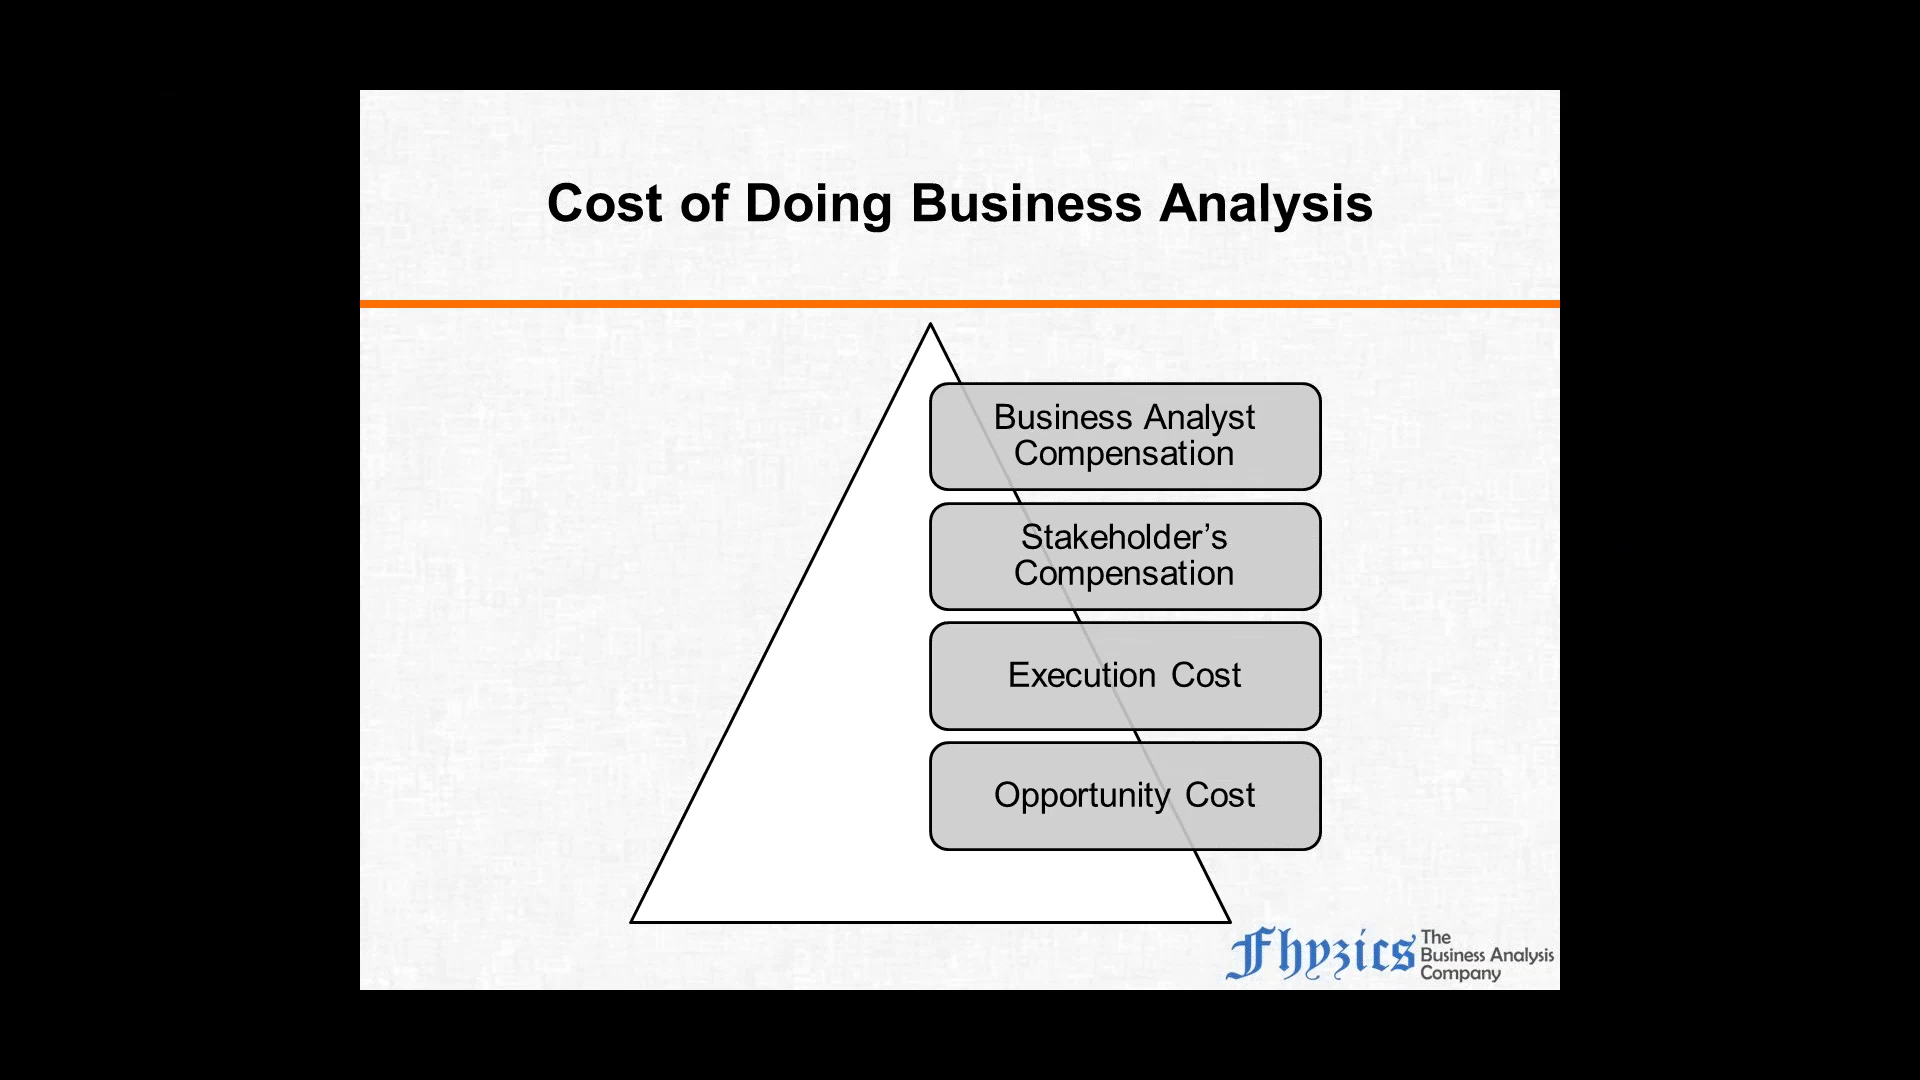 Cost of Doing Business Analysis
Business Analyst
Compensation
Stakeholder’s
Compensation
Execution Cost
Opportunity Cost
Fhyzics
The
Business Analysis
Company